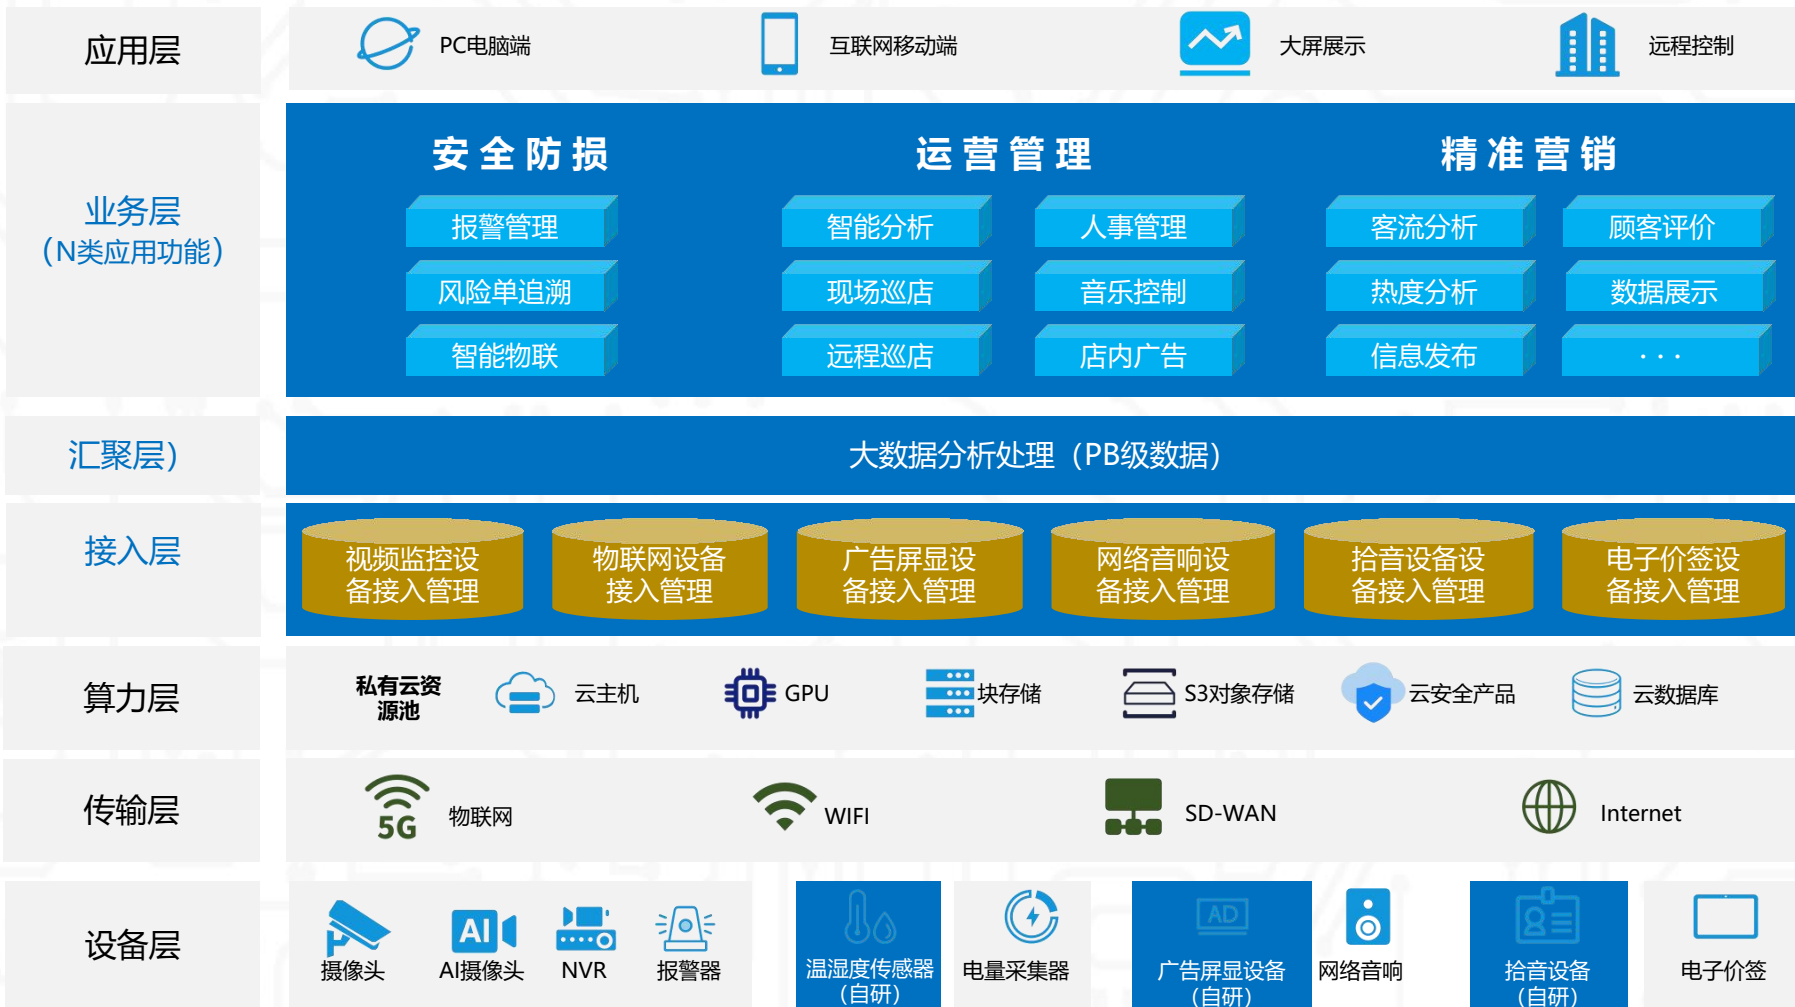 应用层
PC电脑端
互联网移动端
大屏展示
远程控制
业务层
（N类应用功能）
安全防损
运营管理
精准营销
报警管理
智能分析
人事管理
客流分析
顾客评价
风险单追溯
现场巡店
音乐控制
热度分析
数据展示
智能物联
远程巡店
店内广告
信息发布
···
汇聚层）
大数据分析处理（PB级数据）
接入层
视频监控设
备接入管理
物联网设备
接入管理
广告屏显设
备接入管理
网络音响设
备接入管理
拾音设备设
备接入管理
电子价签设
备接入管理
算力层
私有云资
源池
云主机
GPU
块存储
S3对象存储
云安全产品
云数据库
传输层
5G
物联网
WIFI
SD-WAN
Internet
设备层
摄像头
AI
AI摄像头
NVR
报警器
温湿度传感器
（自研）
电量采集器
AD
广告屏显设备
（自研）
网络音响
拾音设备
（自研）
电子价签